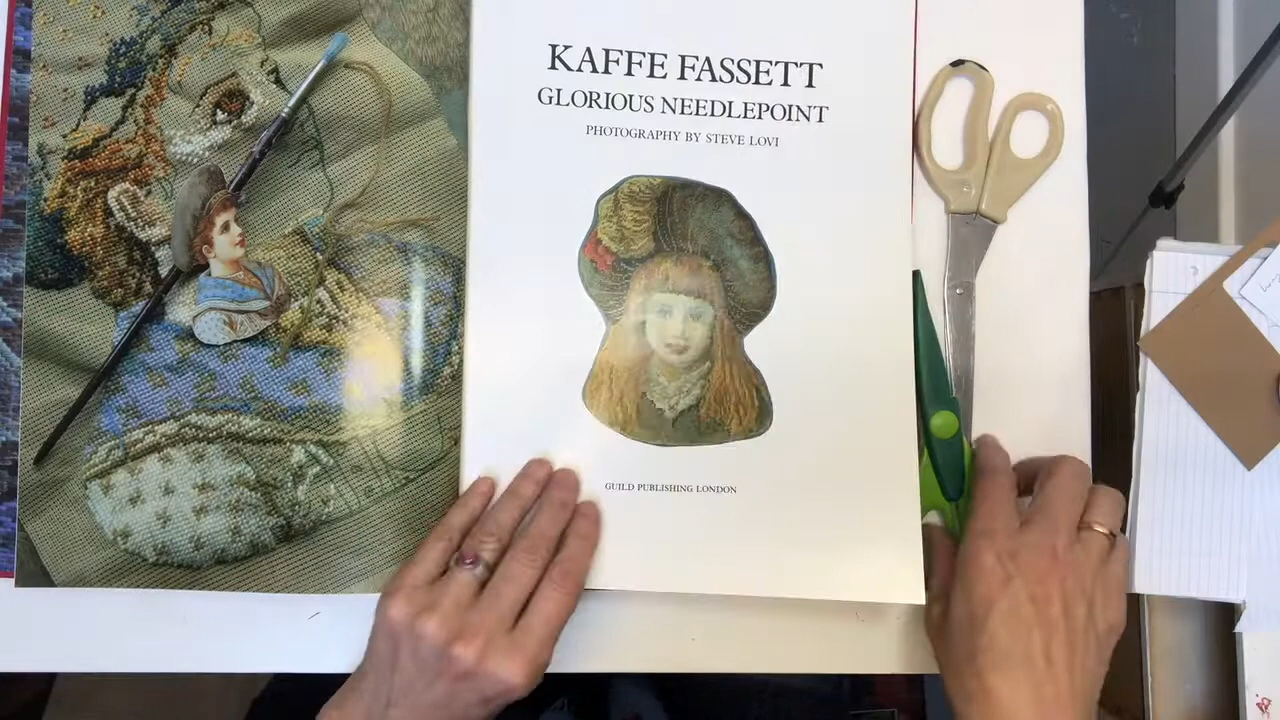 KAFFE FASSETT
GLORIOUS NEEDLEPOINT
PHOTOGRAPHY BY STEVE LOVI
GUILD PUBLISHING LONDON